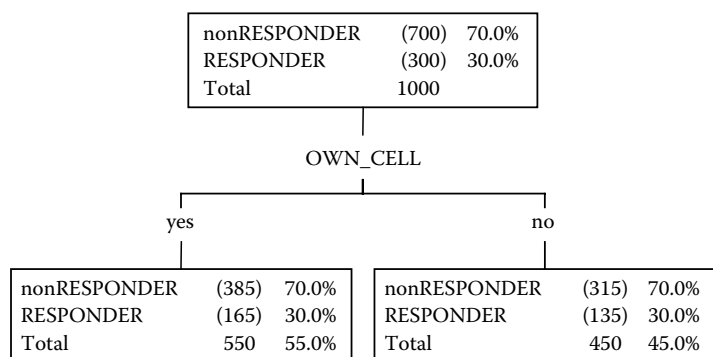 nonRESPONDER (700) 70.0%
RESPONDER (300) 30.0%
Total 1000
OWN_CELL
yes
no
nonRESPONDER (385) 70.0%
RESPONDER (165) 30.0%
Total 550 55.0%
nonRESPONDER (315) 70.0%
RESPONDER (135) 30.0%
Total 450 45.0%